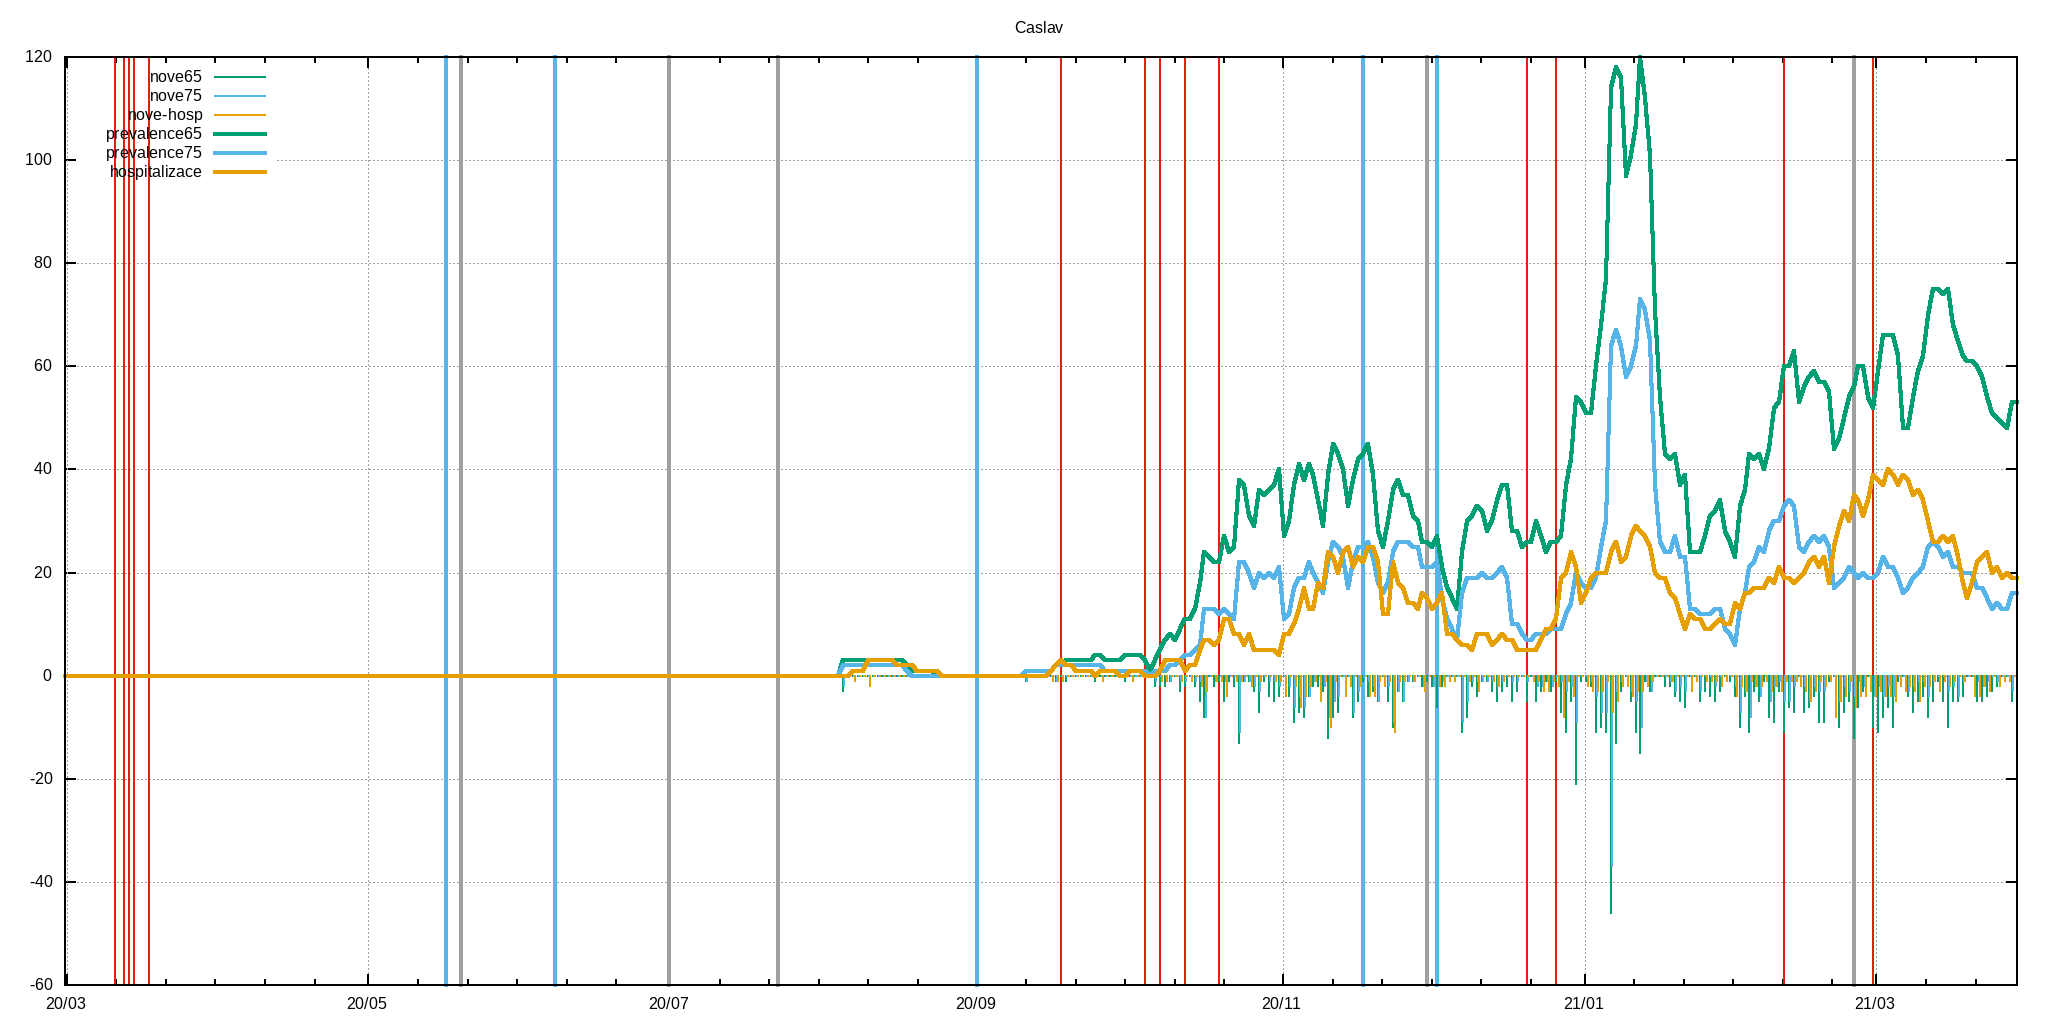 Caslav
120
100
80
60
40
20
0
-20
-40
-60
nove65
nove75
nove-hosp
prevalence65
prevalence75
hospitalizace
20/03 20/05 20/07 20/09 20/11 21/01 21/03